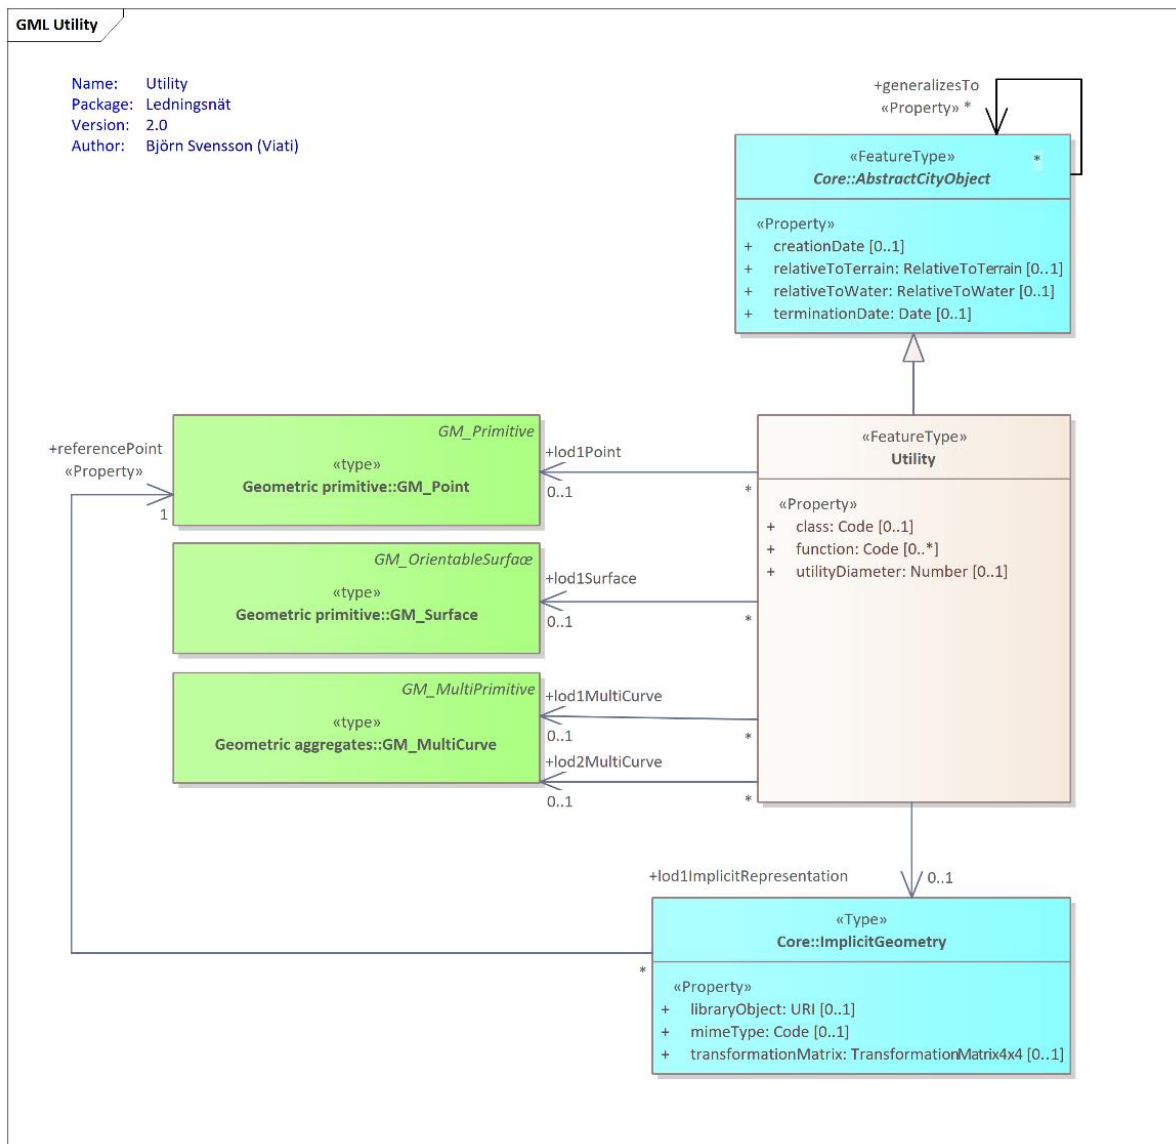 GML Utility
Name: Utility
Package: Ledningsnät
Version: 2.0
Author: Björn Svensson (Viati)
+generalizesTo
«Property» *
*
«FeatureType»
Core::AbstractCityObject
«Property»
+ creationDate [0..1]
+ relativeToTerrain: RelativeToTerrain [0..1]
+ relativeToWater: RelativeToWater [0..1]
+ terminationDate: Date [0..1]
+referencePoint
«Property»
1
GM_Primitive
«type»
Geometric primitive::GM_Point
+lod1Point
0..1
*
GM_OrientableSurface
«type»
Geometric primitive::GM_Surface
+lod1Surface
0..1
*
GM_MultiPrimitive
«type»
Geometric aggregates::GM_MultiCurve
+lod1MultiCurve
0..1
*
+lod2MultiCurve
0..1
*
«FeatureType»
Utility
«Property»
+ class: Code [0..1]
+ function: Code [0..*]
+ utilityDiameter: Number [0..1]
+lod1ImplicitRepresentation
0..1
«Type»
Core::ImplicitGeometry
*
«Property»
+ libraryObject: URI [0..1]
+ mimeType: Code [0..1]
+ transformationMatrix: TransformationMatrix4x4 [0..1]